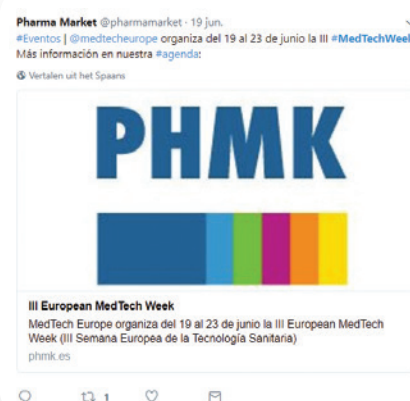 Pharma Market @pharmamarket · 19 jun.
#Eventos | @medtecheurope organiza del 19 al 23 de junio la III #MedTechWeek
Más información en nuestra #agenda:
Vertalen uit het Spaans
PHMK
III European MedTech Week
MedTech Europe organiza del 19 al 23 de junio la III European MedTech
Week (III Semana Europea de la Tecnología Sanitaria)
phmk.es
1